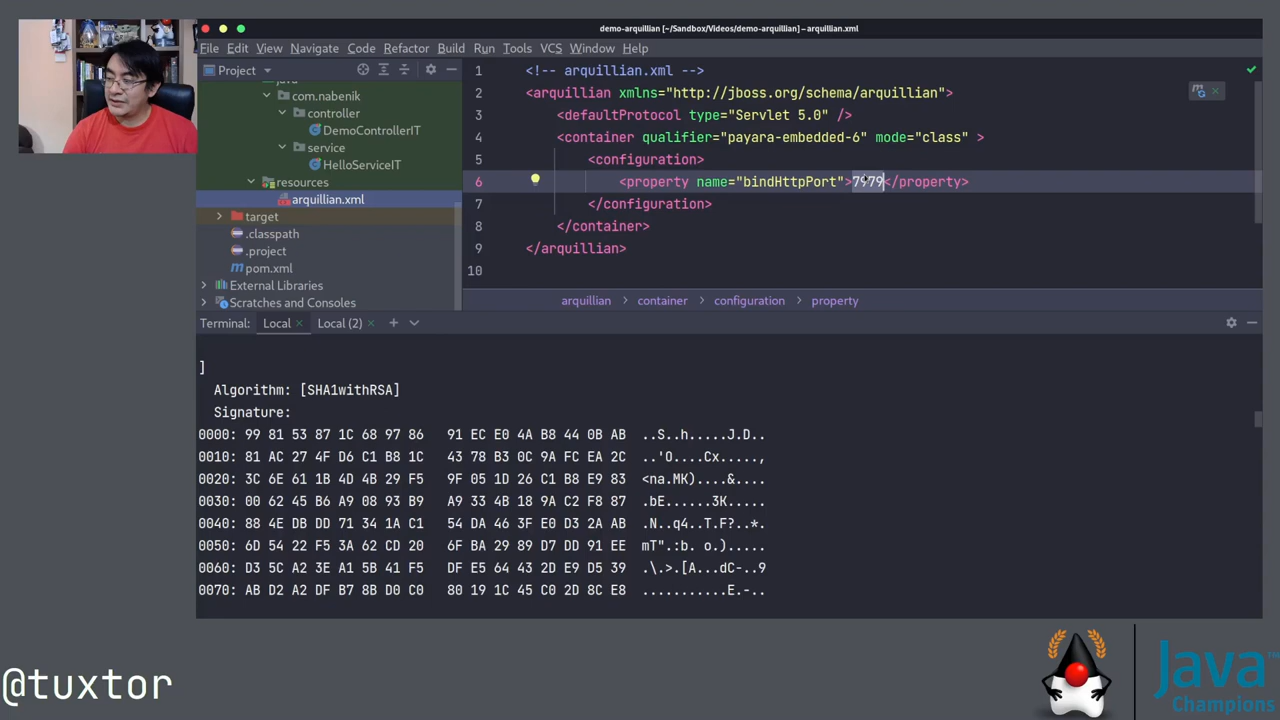 demo-arquillian [~/Sandbox/Videos/demo-arquillian] – arquillian.xml
File Edit View Navigate Code Refactor Build Run Tools VCS Window Help
Project
java
com.nabenik
controller
DemoControllerIT
service
HelloServiceIT
resources
arquillian.xml
target
.classpath
.project
pom.xml
External Libraries
Scratches and Consoles
1 <!-- arquillian.xml -->
2 <arquillian xmlns="http://jboss.org/schema/arquillian">
3 <defaultProtocol type="Servlet 5.0" />
4 <container qualifier="payara-embedded-6" mode="class" >
5 <configuration>
6 <property name="bindHttpPort">7979</property>
7 </configuration>
8 </container>
9 </arquillian>
10
arquillian > container > configuration > property
Terminal: Local × Local (2) × +
]
Algorithm: [SHA1withRSA]
Signature:
0000: 99 81 53 87 1C 68 97 86 91 EC E0 4A B8 44 0B AB ..S..h.....J.D..
0010: 81 AC 27 4F D6 C1 B8 1C 43 78 B3 0C 9A FC EA 2C ..'O....Cx.....,
0020: 3C 6E 61 1B 4D 4B 29 F5 9F 05 1D 26 C1 B8 E9 83 <na.MK)....&....
0030: 00 62 45 B6 A9 08 93 B9 A9 33 4B 18 9A C2 F8 87 .bE......3K.....
0040: 88 4E DB DD 71 34 1A C1 54 DA 46 3F E0 D3 2A AB .N..q4..T.F?..*.
0050: 6D 54 22 F5 3A 62 CD 20 6F BA 29 89 D7 DD 91 EE mT".:b. o.).....
0060: D3 5C A2 3E A1 5B 41 F5 DF E5 64 43 2D E9 D5 39 .\.>.[A...dC-..9
0070: AB D2 A2 DF B7 8B D0 C0 80 19 1C 45 C0 2D 8C E8 ...........E.-..
@tuxtor
Java
Champions